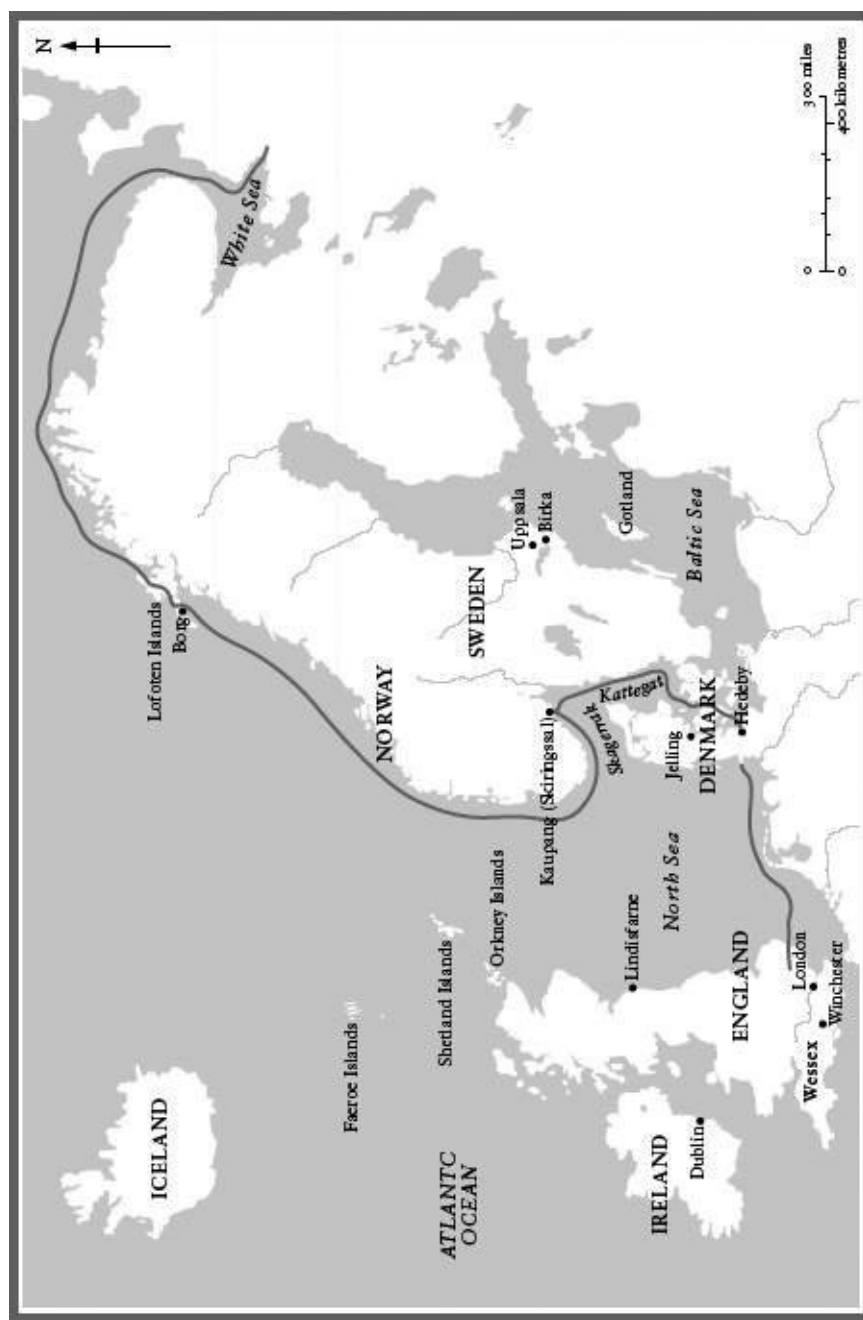 N
White Sea
Lofoten Islands
Borg
ICELAND
NORWAY
SWEDEN
Uppsala
Birka
Gotland
Faeroe Islands
Shetland Islands
Orkney Islands
Kaupang (Skiringssal)
Skagerrak
Kattegat
Baltic Sea
ATLANTC
OCEAN
Lindisfarne
North Sea
Jelling
DENMARK
Hedeby
IRELAND
Dublin
ENGLAND
London
Winchester
Wessex
0 300 miles
0 400 kilometres